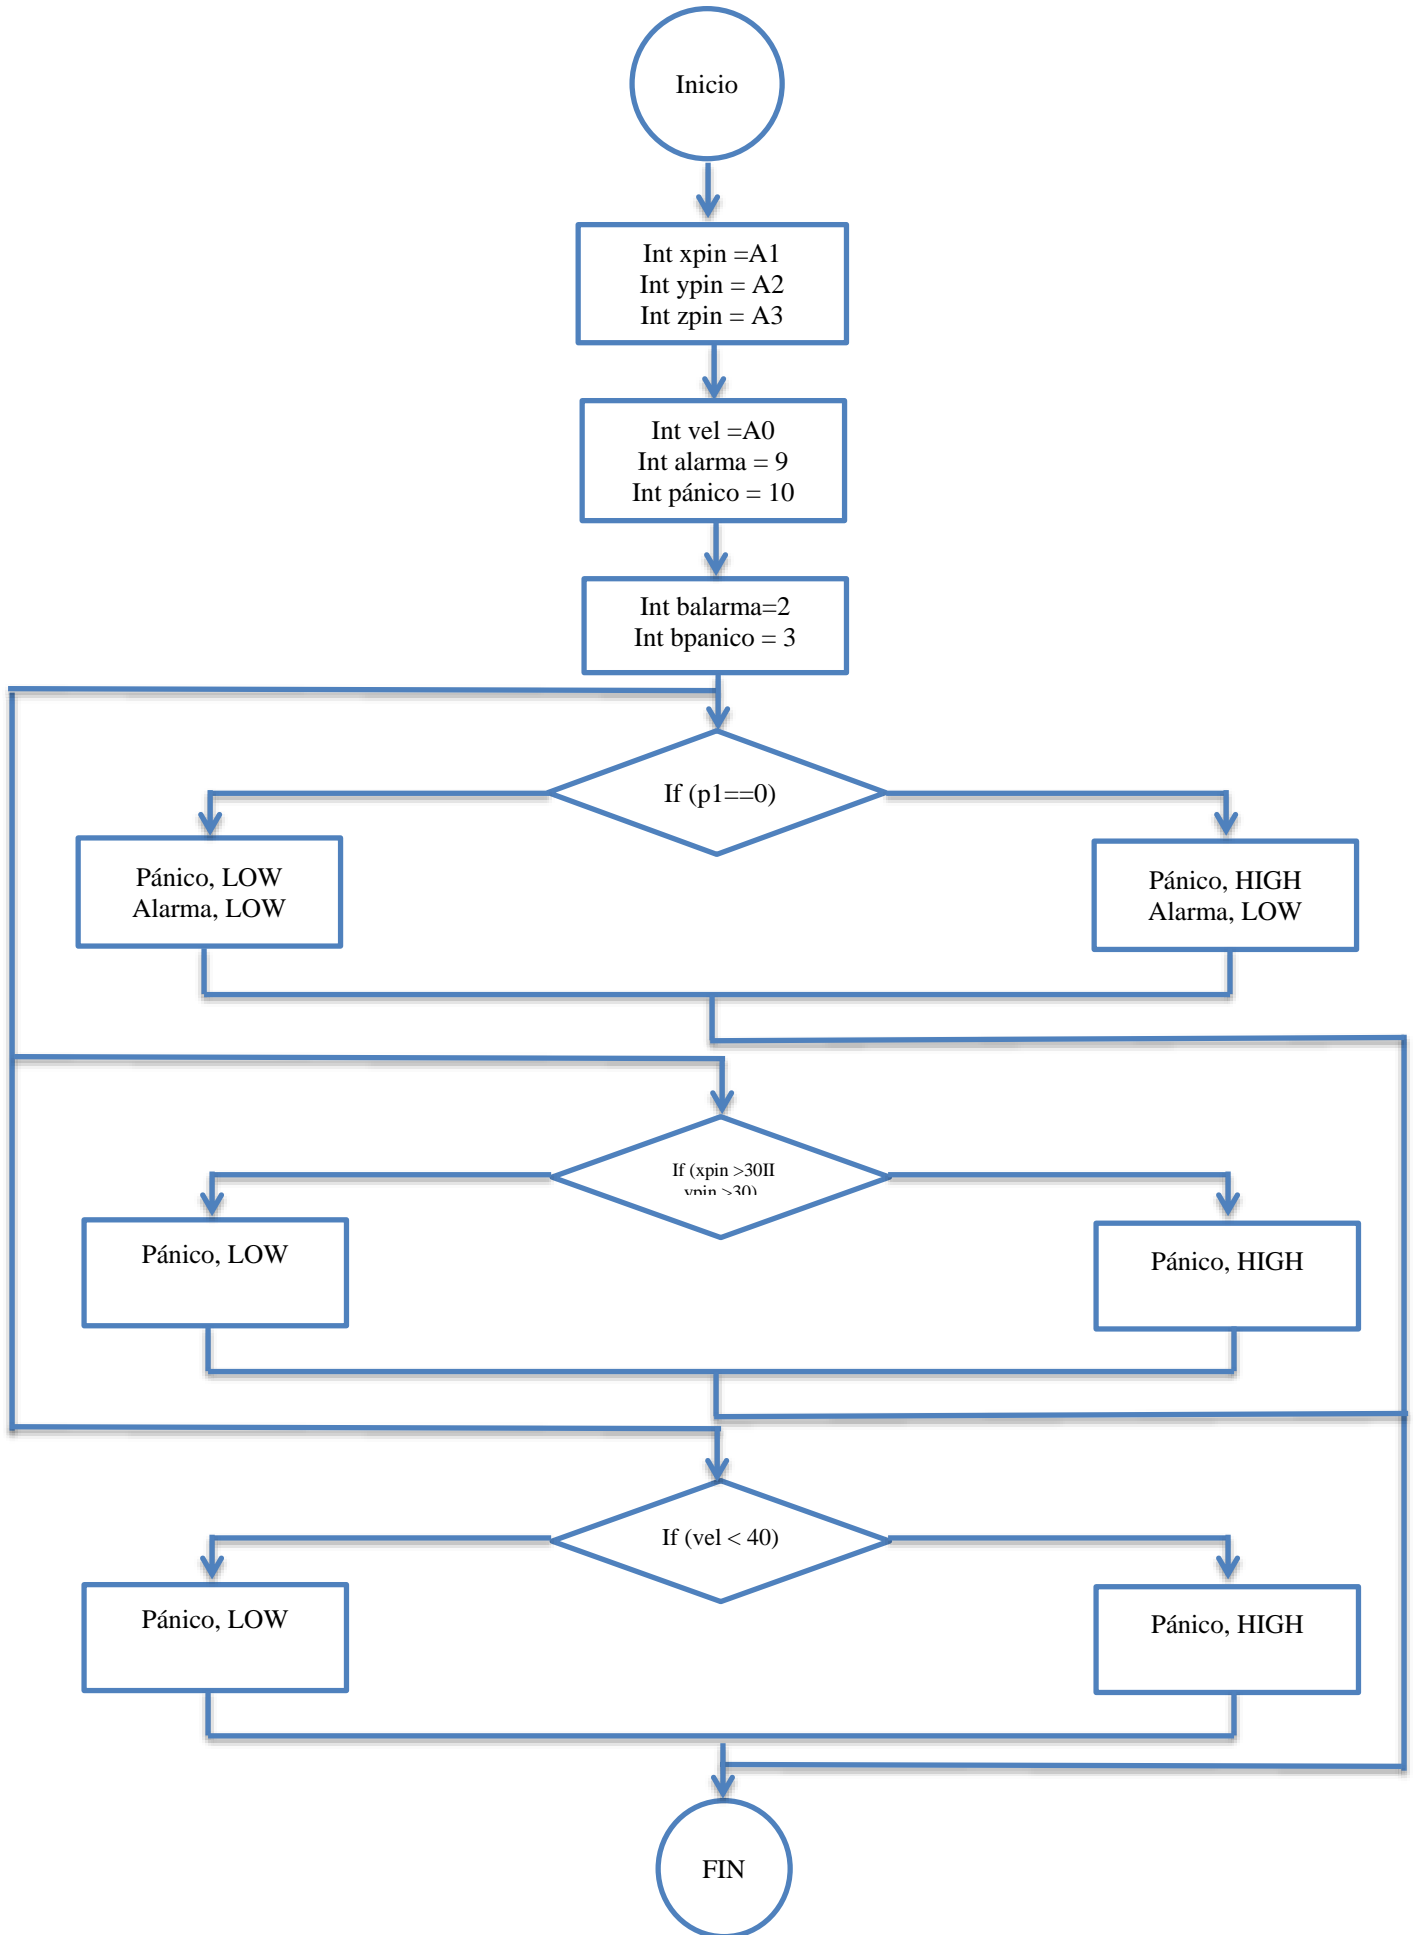 Inicio
Int xpin =A1
Int ypin = A2
Int zpin = A3
Int vel =A0
Int alarma = 9
Int pánico = 10
Int balarma=2
Int bpanico = 3
If (p1==0)
Pánico, LOW
Alarma, LOW
Pánico, HIGH
Alarma, LOW
If (xpin >30II
ypin >30)
Pánico, LOW
Pánico, HIGH
If (vel < 40)
Pánico, LOW
Pánico, HIGH
FIN